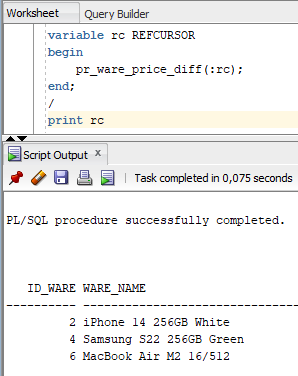 Worksheet Query Builder
variable rc REFCURSOR
begin
pr_ware_price_diff(:rc);
end;
/
print rc
Script Output x
Task completed in 0,075 seconds
PL/SQL procedure successfully completed.
ID_WARE WARE_NAME
---------- ------------------------------
2 iPhone 14 256GB White
4 Samsung S22 256GB Green
6 MacBook Air M2 16/512